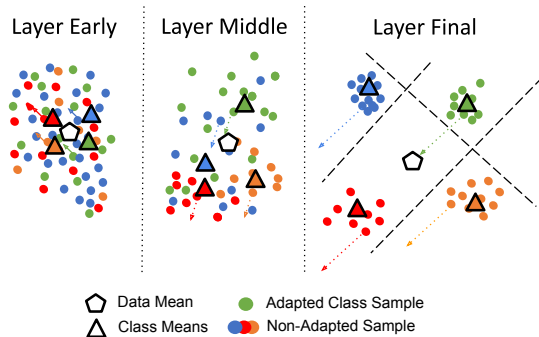 Layer Early
Layer Middle
Layer Final
Data Mean
Adapted Class Sample
Class Means
Non-Adapted Sample